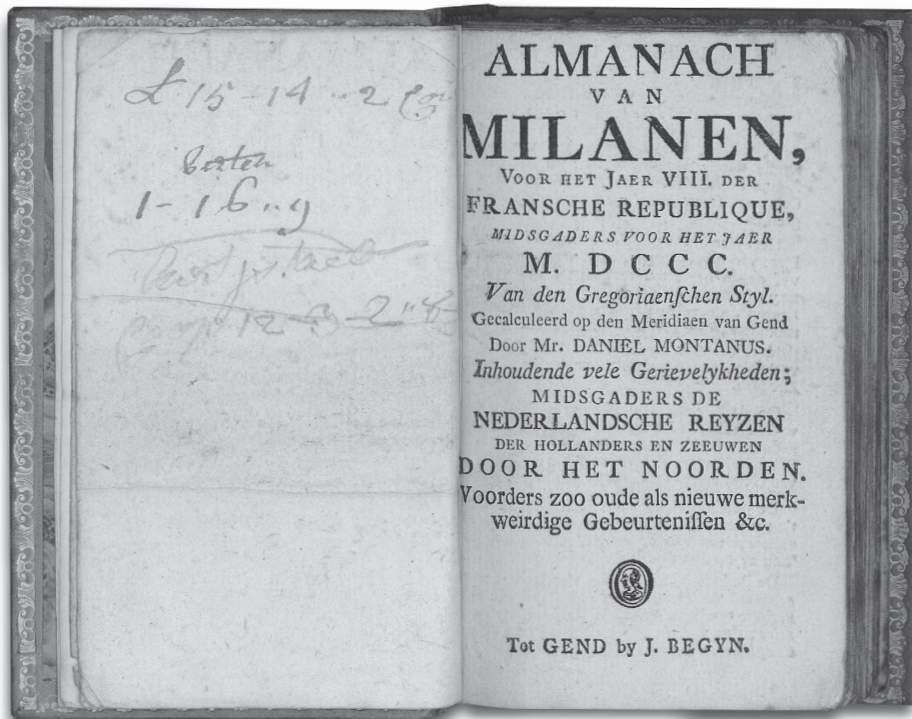 £ 15 - 14 - 2
1 - 16 .. 9
12
ALMANACH
VAN
MILANEN,
VOOR HET JAER VIII. DER
FRANSCHE REPUBLIQUE,
MIDSGADERS VOOR HET JAER
M. D C C C.
Van den Gregoriaenſchen Styl.
Gecalculeerd op den Meridiaen van Gend
Door Mr. DANIEL MONTANUS.
Inhoudende vele Gerievelykheden;
MIDSGADERS DE
NEDERLANDSCHE REYZEN
DER HOLLANDERS EN ZEEUWEN
DOOR HET NOORDEN.
Voorders zoo oude als nieuwe merk-
weirdige Gebeurteniſſen &c.
Tot GEND by J. BEGYN.